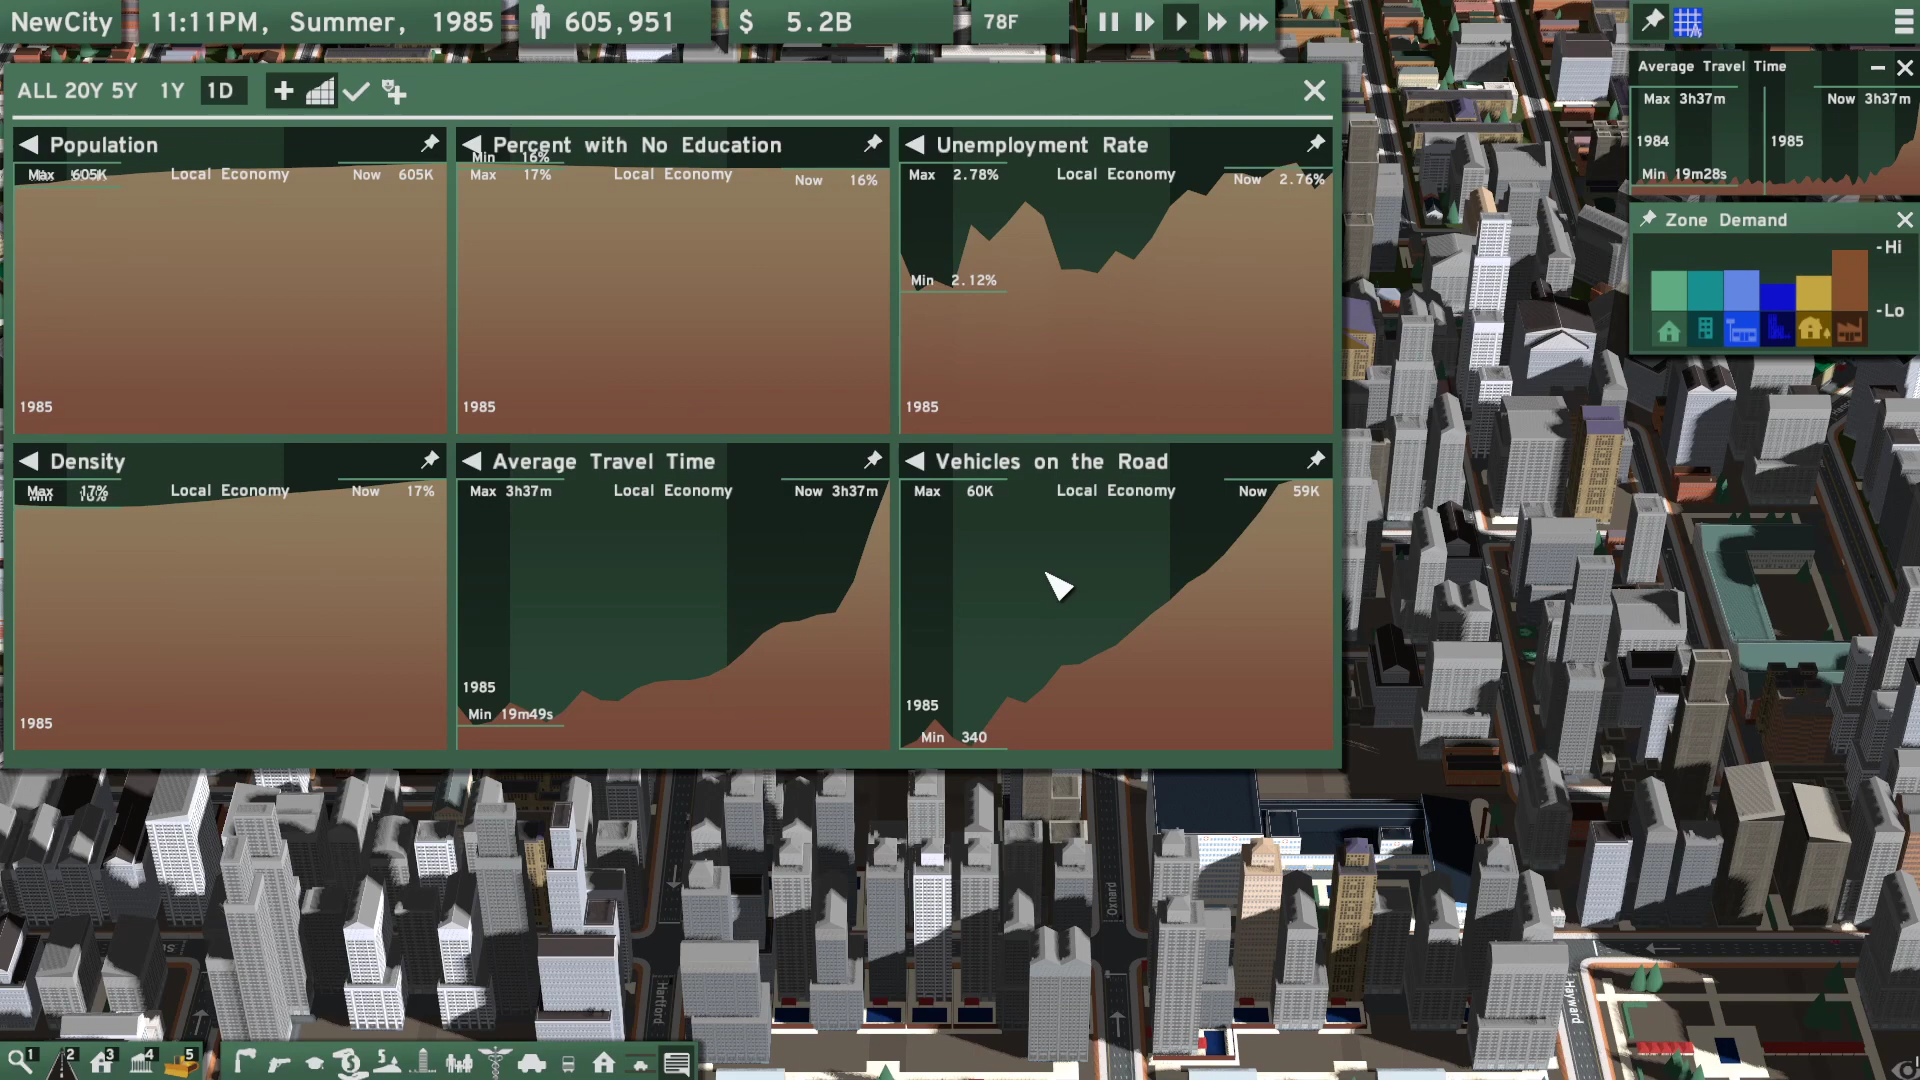 NewCity 11:11PM, Summer, 1985 605,951 $ 5.2B 78F
ALL 20Y 5Y 1Y 1D
Average Travel Time
Max 3h37m Now 3h37m
1984 1985
Min 19m28s
Zone Demand
-Hi
-Lo
Population
Max 605K Local Economy Now 605K
1985
Percent with No Education
Min 16%
Max 17% Local Economy Now 16%
1985
Unemployment Rate
Max 2.78% Local Economy Now 2.76%
Min 2.12%
1985
Density
Max 17% Local Economy Now 17%
1985
Average Travel Time
Max 3h37m Local Economy Now 3h37m
1985
Min 19m49s
Vehicles on the Road
Max 60K Local Economy Now 59K
1985
Min 340
Oxnard
Hartford
Hayward
1 2 3 4 5